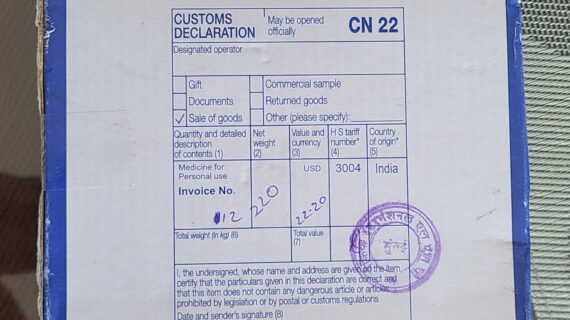 CUSTOMS DECLARATION May be opened officially CN 22
Designated operator
Gift Commercial sample
Documents Returned goods
✓ Sale of goods Other (please specify):
Quantity and detailed description of contents (1) Net weight (2) Value and currency (3) H S tariff number* (4) Country of origin* (5)
Medicine for Personal use USD 3004 India
Invoice No.
112 220 22.20
Total weight (in kg) (6) Total value (7)
मुंबई
I, the undersigned, whose name and address are given on the item,
certify that the particulars given in this declaration are correct and
that this item does not contain any dangerous article or articles
prohibited by legislation or by postal or customs regulations
Date and sender's signature (8)